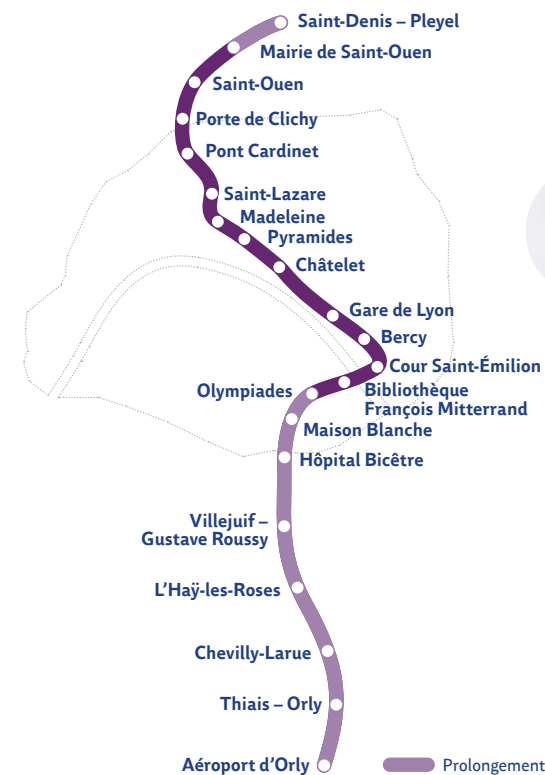 Saint-Denis – Pleyel
Mairie de Saint-Ouen
Saint-Ouen
Porte de Clichy
Pont Cardinet
Saint-Lazare
Madeleine
Pyramides
Châtelet
Gare de Lyon
Bercy
Cour Saint-Émilion
Bibliothèque
François Mitterrand
Olympiades
Maison Blanche
Hôpital Bicêtre
Villejuif –
Gustave Roussy
L'Haÿ-les-Roses
Chevilly-Larue
Thiais – Orly
Aéroport d'Orly
Prolongement